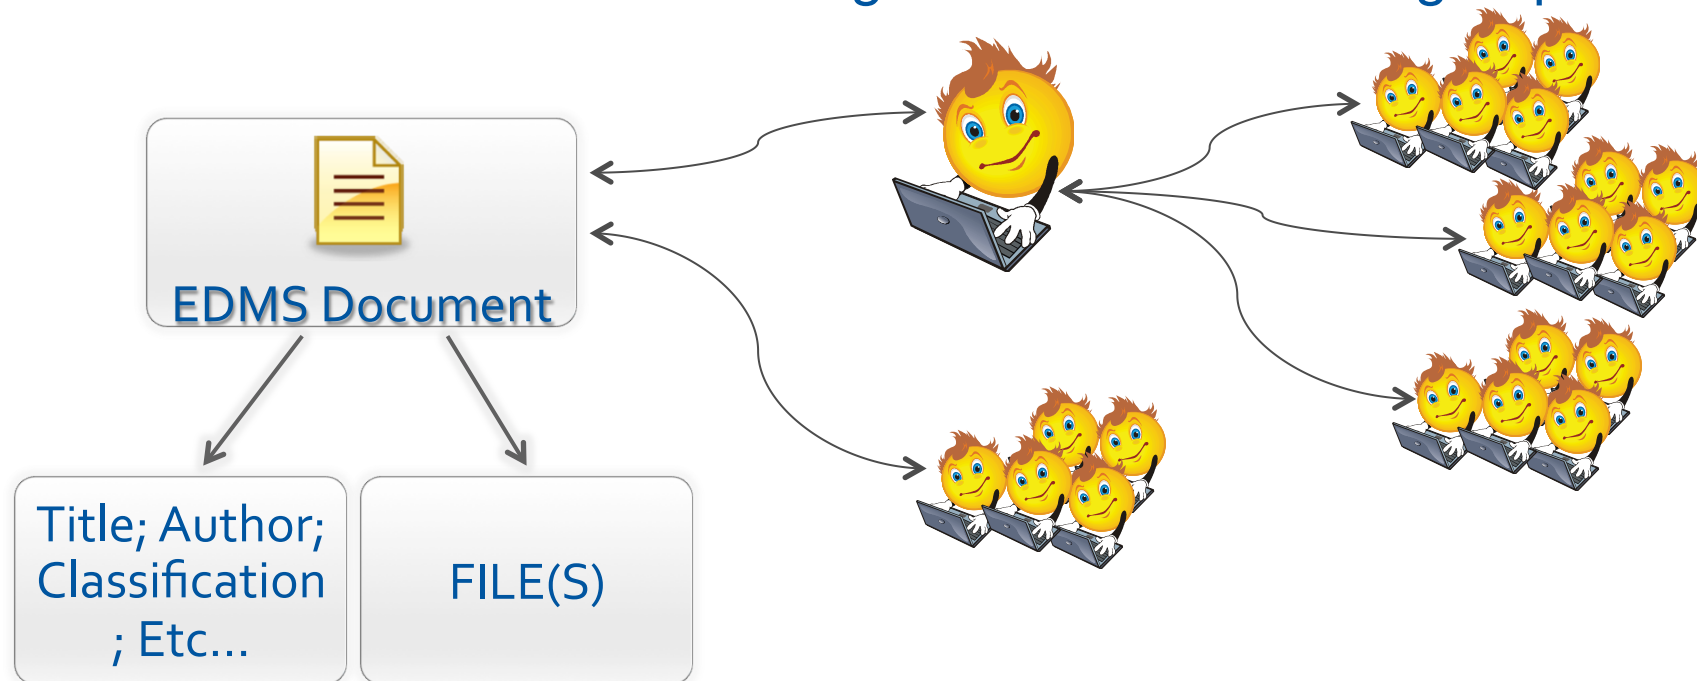 EDMS Document
Title; Author;
Classification
; Etc...
FILE(S)